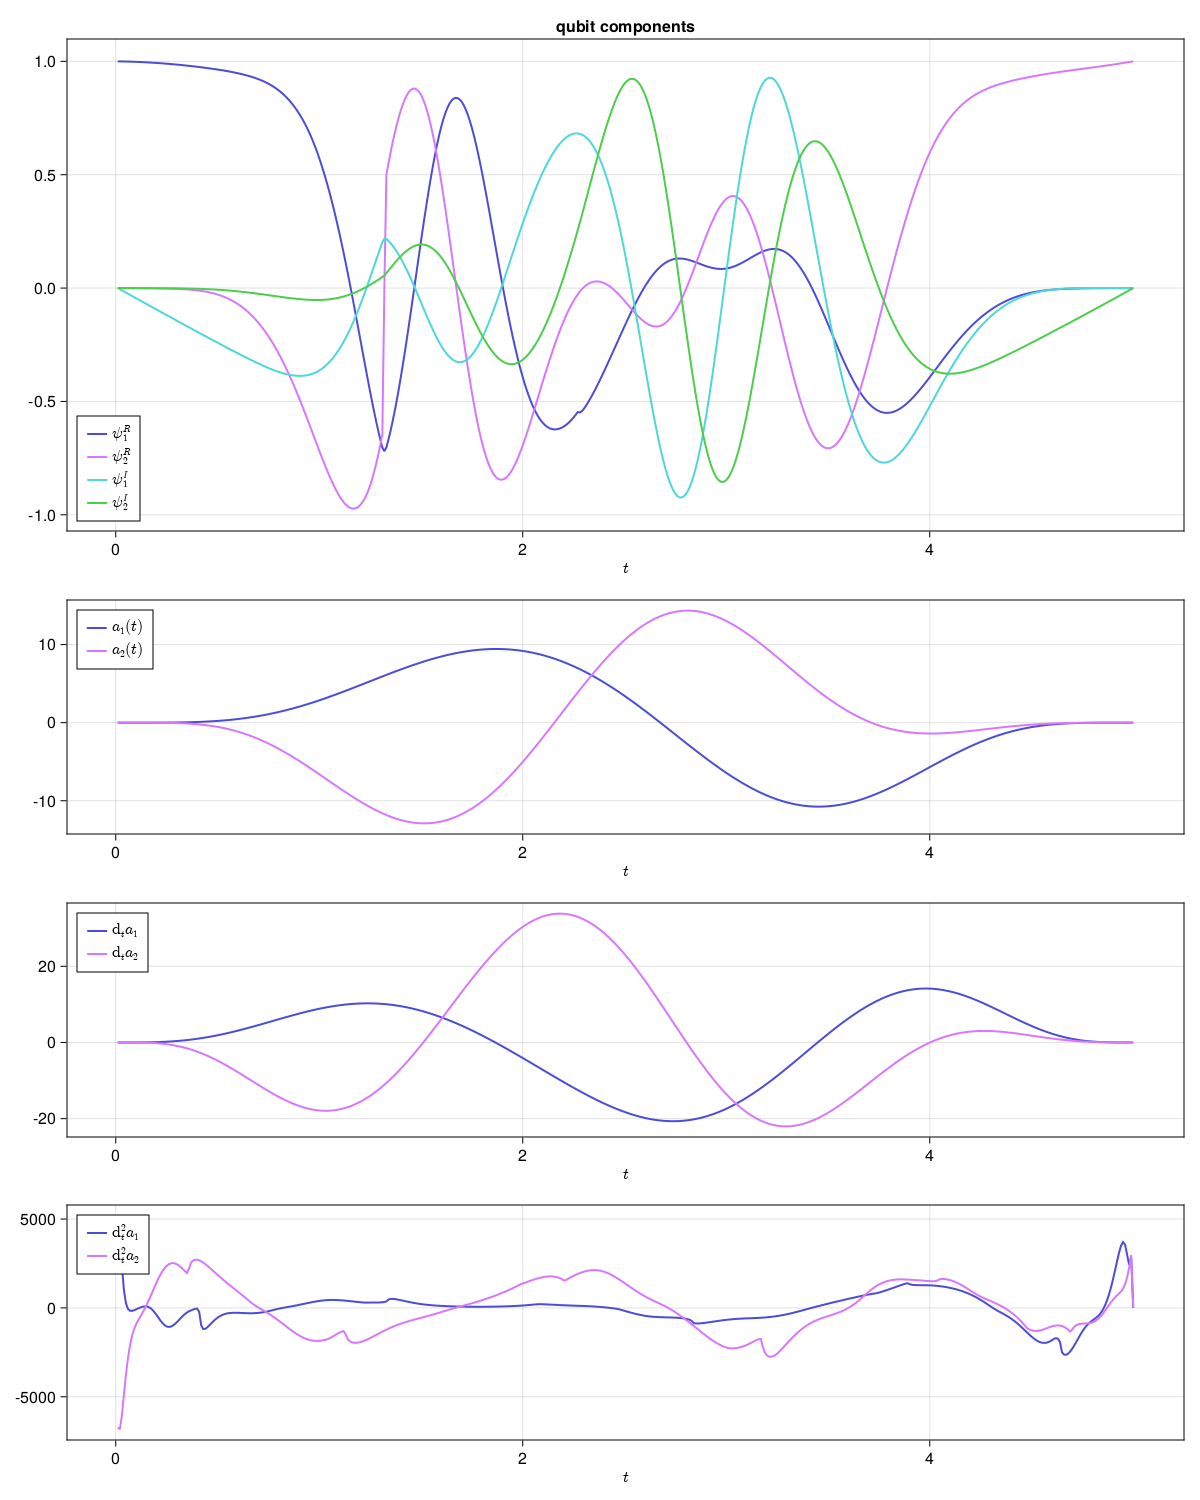 qubit components
1.0
0.5
0.0
-0.5
-1.0
ψ₁ᴿ
ψ₂ᴿ
ψ₁ᴵ
ψ₂ᴵ
0 2 4
t
10
0
-10
a₁(t)
a₂(t)
0 2 4
t
20
0
-20
dₜa₁
dₜa₂
0 2 4
t
5000
0
-5000
d²ₜa₁
d²ₜa₂
0 2 4
t